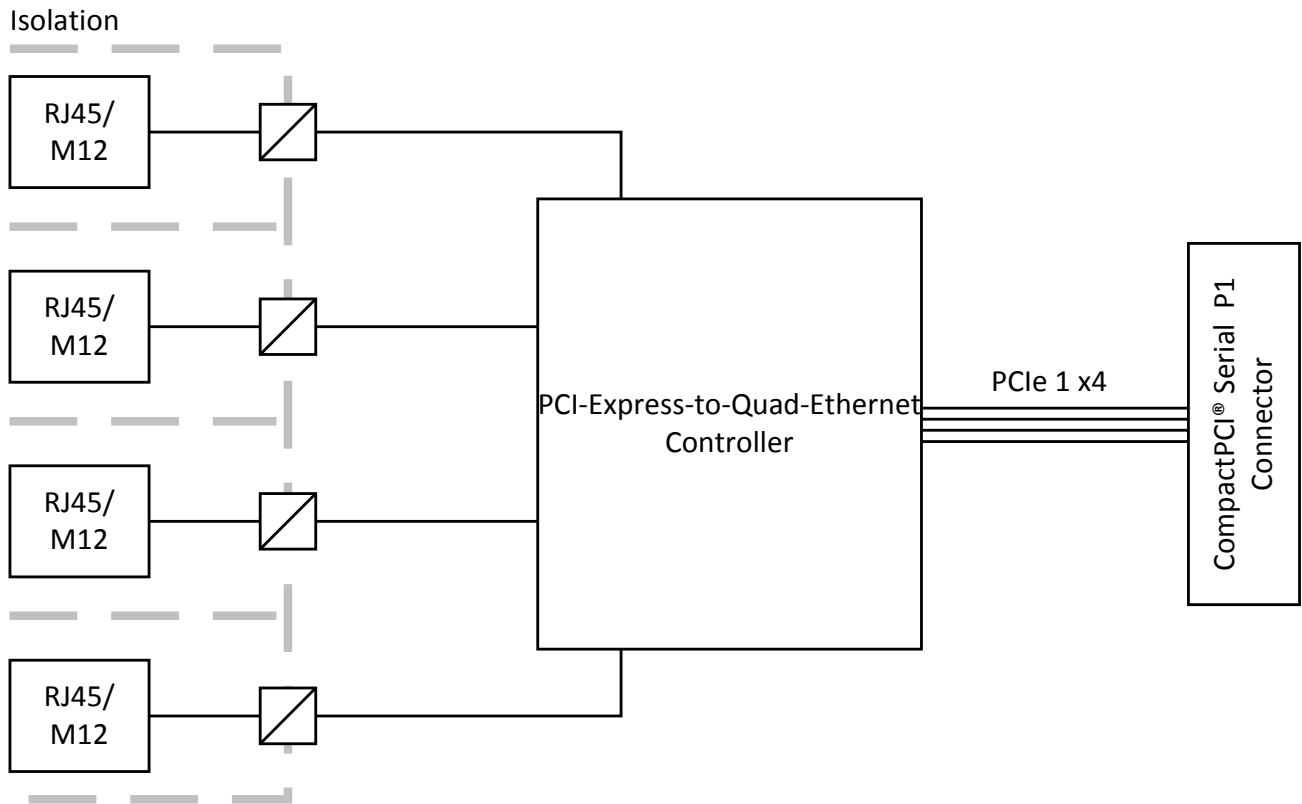 Isolation
RJ45/
M12
RJ45/
M12
PCI-Express-to-Quad-Ethernet
Controller
PCIe 1 x4
CompactPCI® Serial P1
Connector
RJ45/
M12
RJ45/
M12